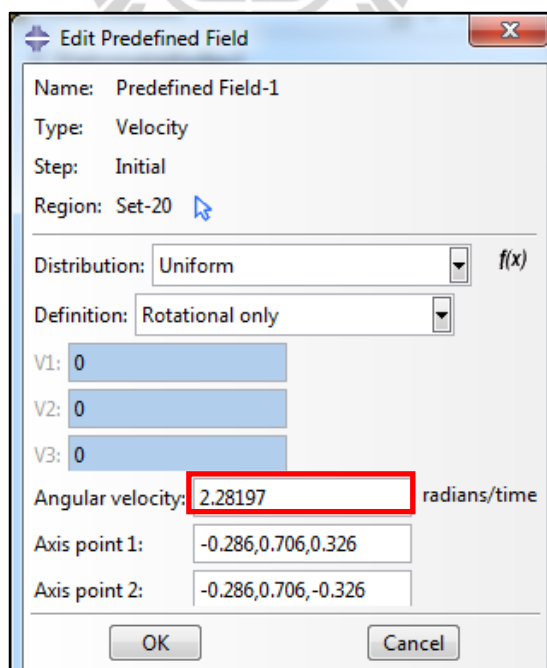 Edit Predefined Field
Name: Predefined Field-1
Type: Velocity
Step: Initial
Region: Set-20
Distribution: Uniform f(x)
Definition: Rotational only
V1: 0
V2: 0
V3: 0
Angular velocity: 2.28197 radians/time
Axis point 1: -0.286,0.706,0.326
Axis point 2: -0.286,0.706,-0.326
OK Cancel